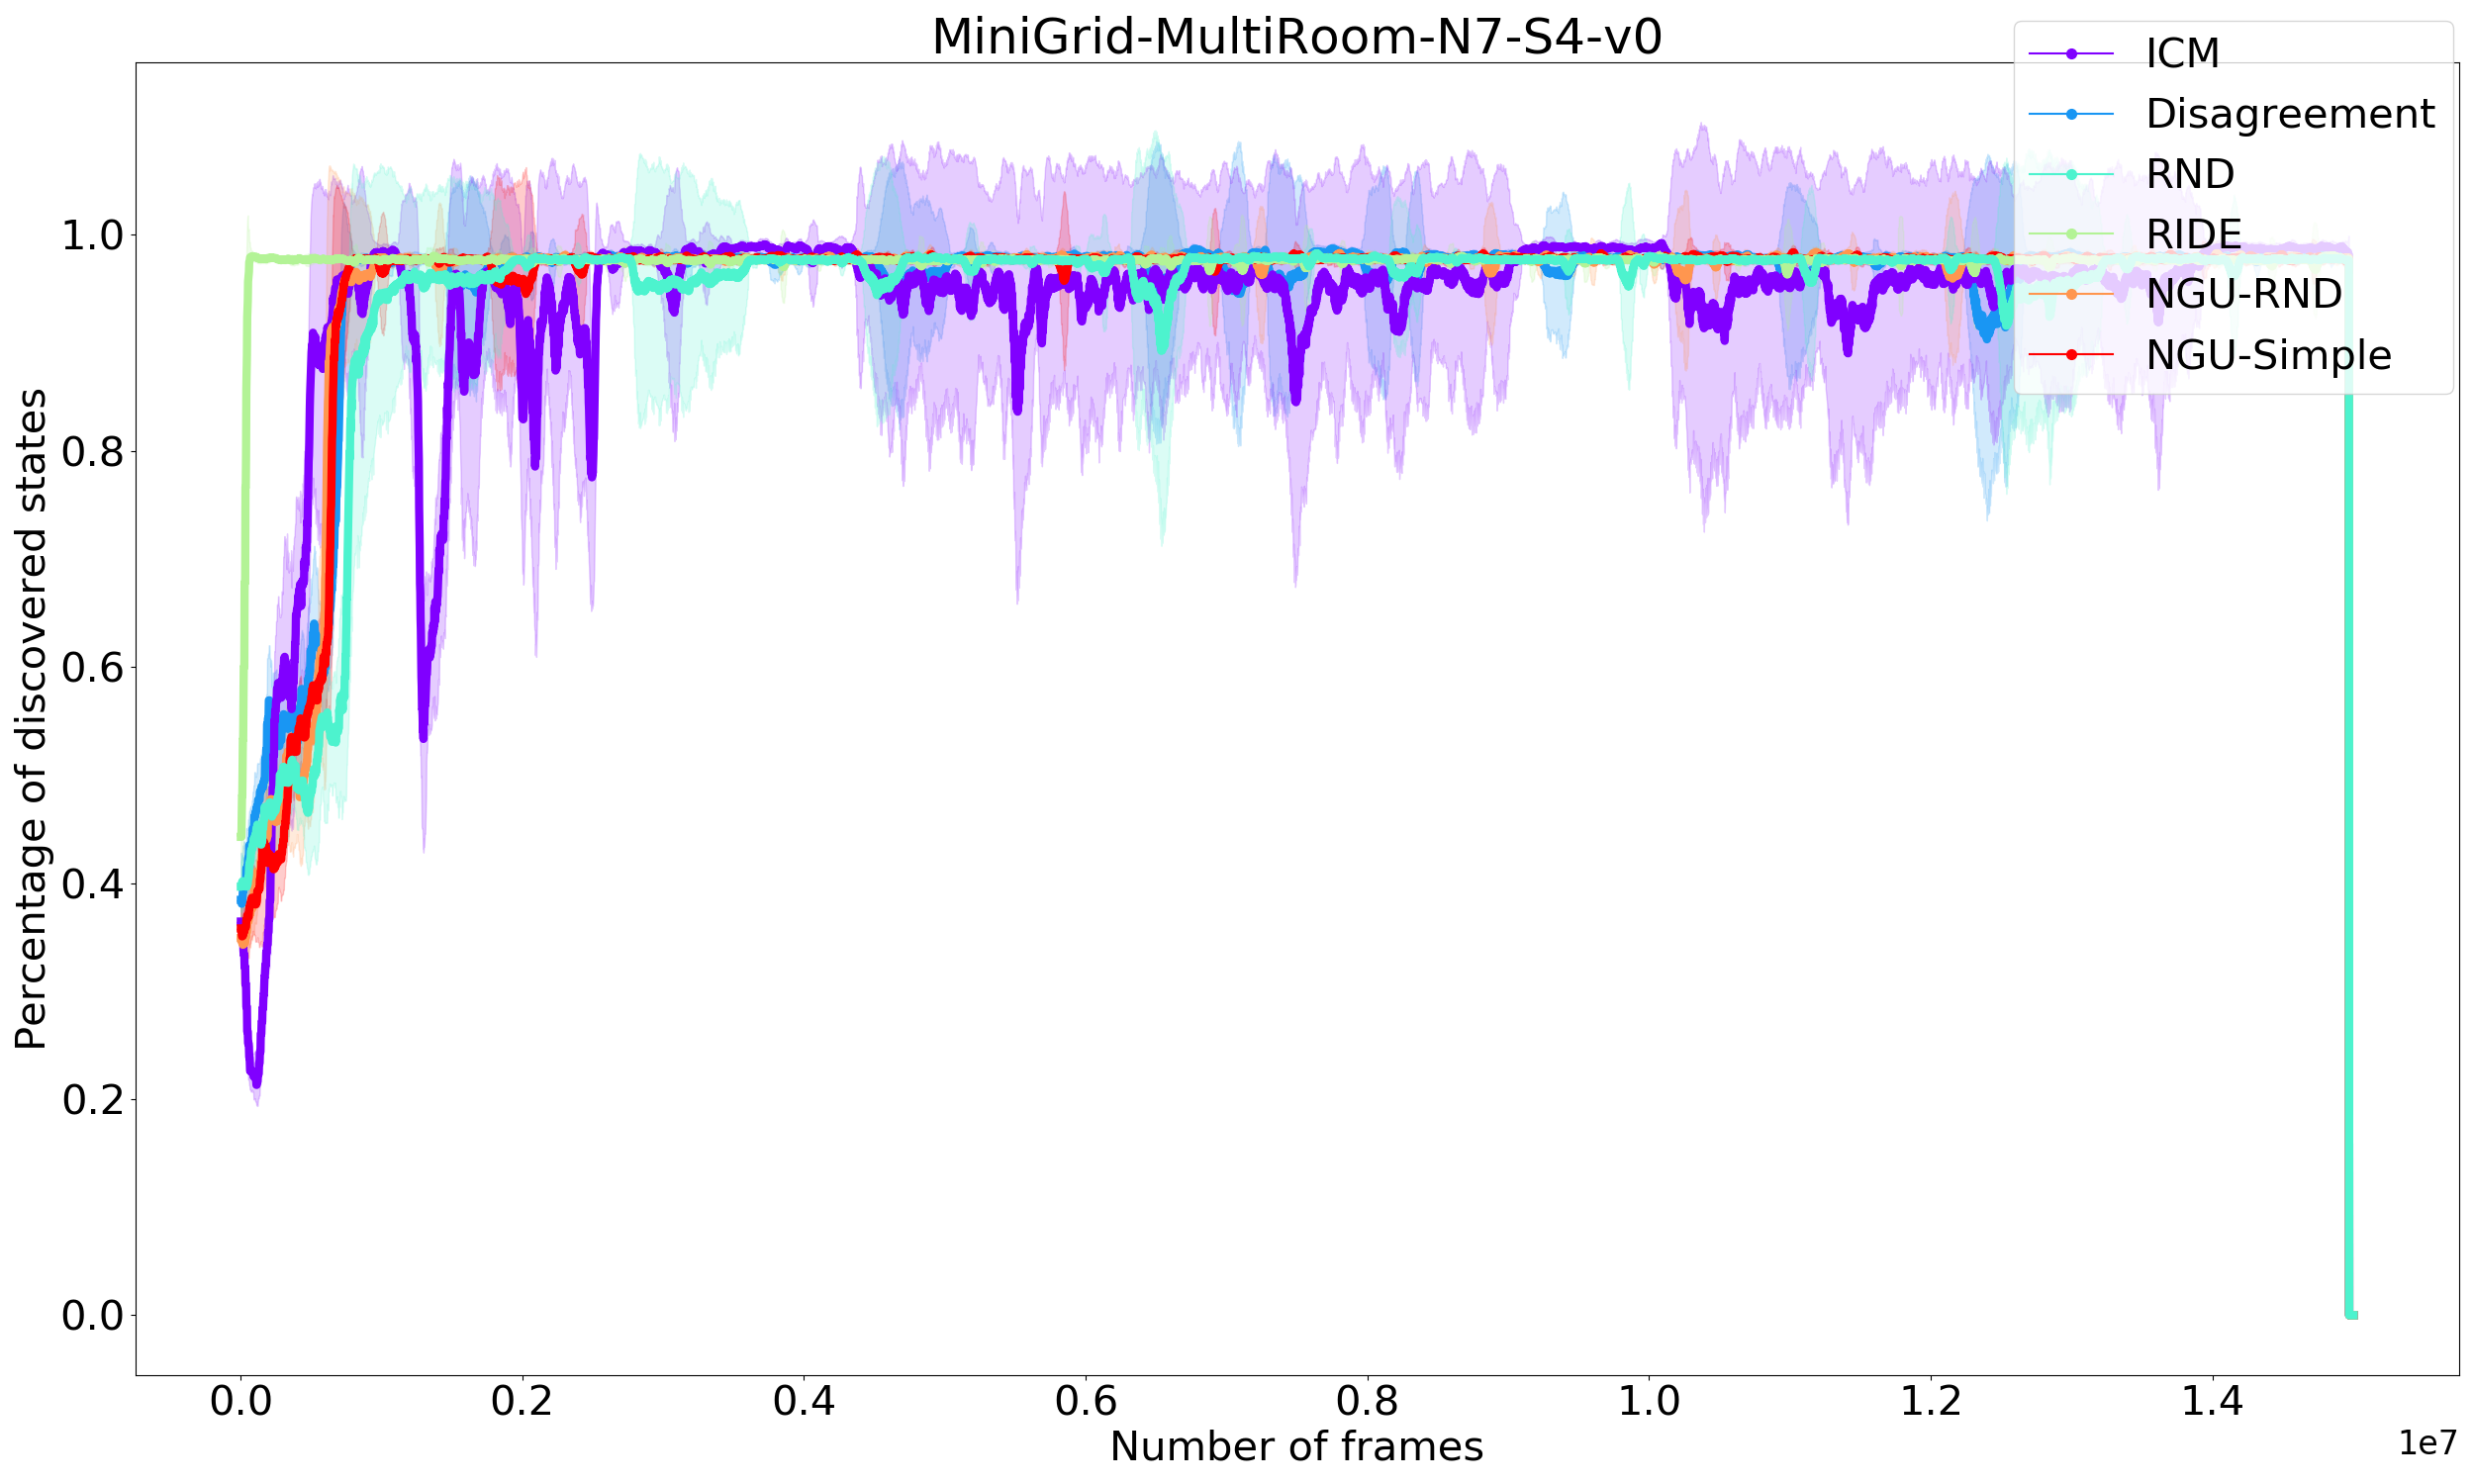 MiniGrid-MultiRoom-N7-S4-v0
ICM
Disagreement
RND
RIDE
NGU-RND
NGU-Simple
Percentage of discovered states
1.0
0.8
0.6
0.4
0.2
0.0
0.0 0.2 0.4 0.6 0.8 1.0 1.2 1.4
1e7
Number of frames